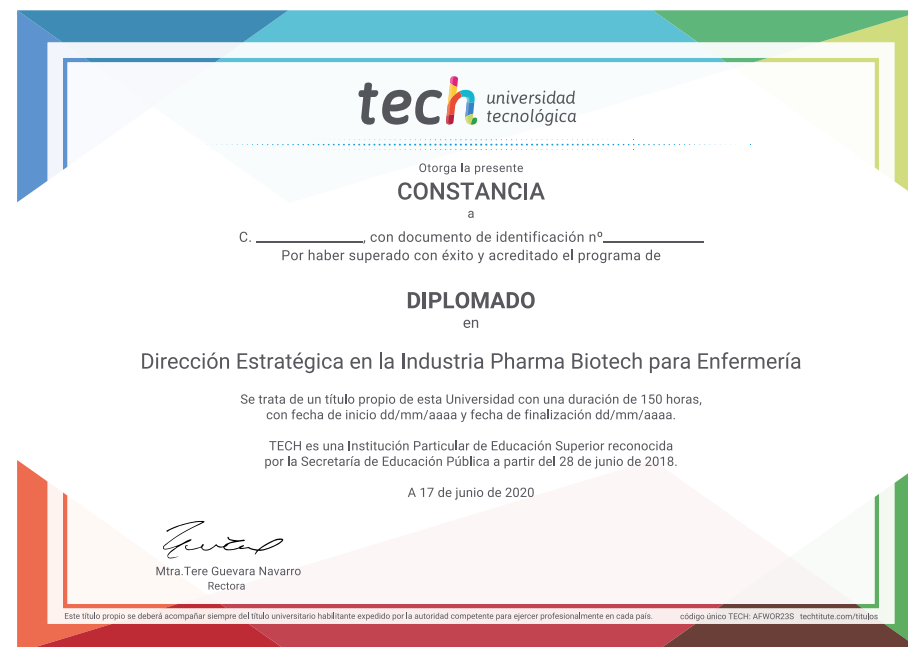 tech universidad
tecnológica
Otorga la presente
CONSTANCIA
a
C. ______________, con documento de identificación nº_____________
Por haber superado con éxito y acreditado el programa de
DIPLOMADO
en
Dirección Estratégica en la Industria Pharma Biotech para Enfermería
Se trata de un título propio de esta Universidad con una duración de 150 horas,
con fecha de inicio dd/mm/aaaa y fecha de finalización dd/mm/aaaa.
TECH es una Institución Particular de Educación Superior reconocida
por la Secretaría de Educación Pública a partir del 28 de junio de 2018.
A 17 de junio de 2020
Mtra.Tere Guevara Navarro
Rectora
Este título propio se deberá acompañar siempre del título universitario habilitante expedido por la autoridad competente para ejercer profesionalmente en cada país. código único TECH: AFWOR23S techtitute.com/titulos